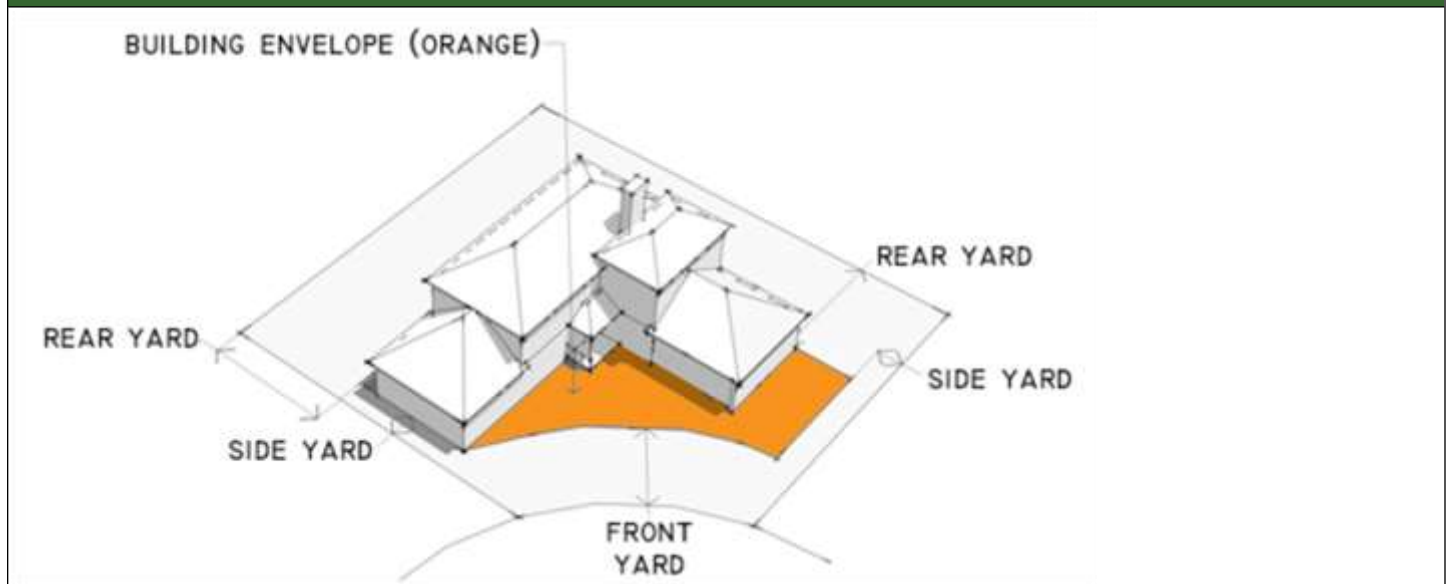 BUILDING ENVELOPE (ORANGE)
REAR YARD
REAR YARD
SIDE YARD
SIDE YARD
FRONT
YARD